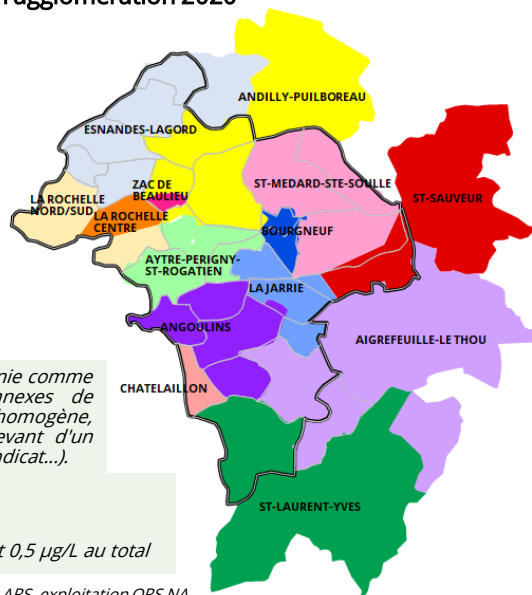 agglomération 2020
ANDILLY-PUILBOREAU
ESNANDES-LAGORD
ZAC DE
BEAULIEU
ST-MEDARD-STE-SOULLE
LA ROCHELLE
NORD/SUD
ST-SAUVEUR
LA ROCHELLE
CENTRE
BOURGNEUF
AYTRE-PERIGNY-
ST-ROGATIEN
LA JARRIE
ANGOULINS
AIGREFEUILLE-LE THOU
CHATELAILLON
nie comme
nnexes de
homogène,
evant d'un
ndicat...).
ST-LAURENT-YVES
t 0,5 µg/L au total
ARS, exploitation ORS NA